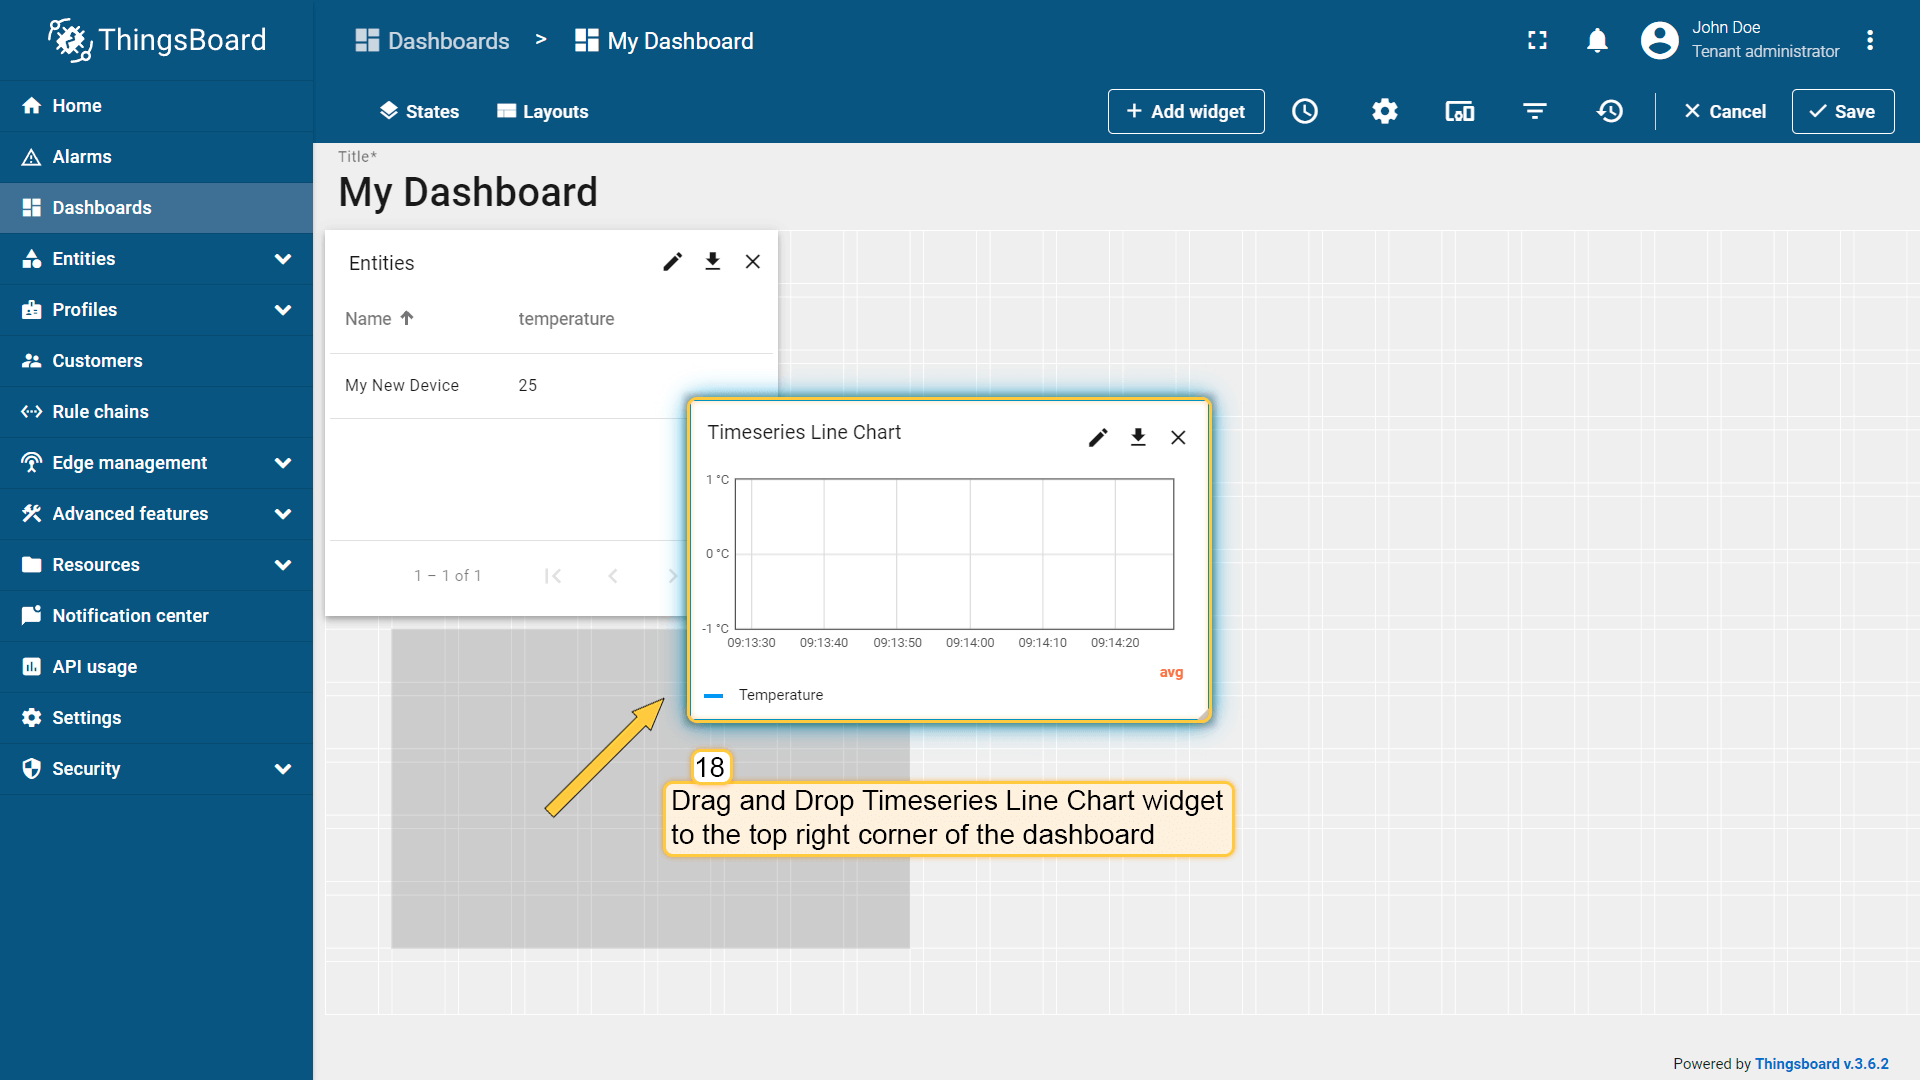 ThingsBoard
Dashboards > My Dashboard
John Doe
Tenant administrator
States Layouts
+ Add widget
Cancel
Save
Home
Alarms
Dashboards
Entities
Profiles
Customers
Rule chains
Edge management
Advanced features
Resources
Notification center
API usage
Settings
Security
Title*
My Dashboard
Entities
Name temperature
My New Device 25
1 – 1 of 1
Timeseries Line Chart
1 °C
0 °C
-1 °C
09:13:30 09:13:40 09:13:50 09:14:00 09:14:10 09:14:20
avg
Temperature
18
Drag and Drop Timeseries Line Chart widget
to the top right corner of the dashboard
Powered by Thingsboard v.3.6.2